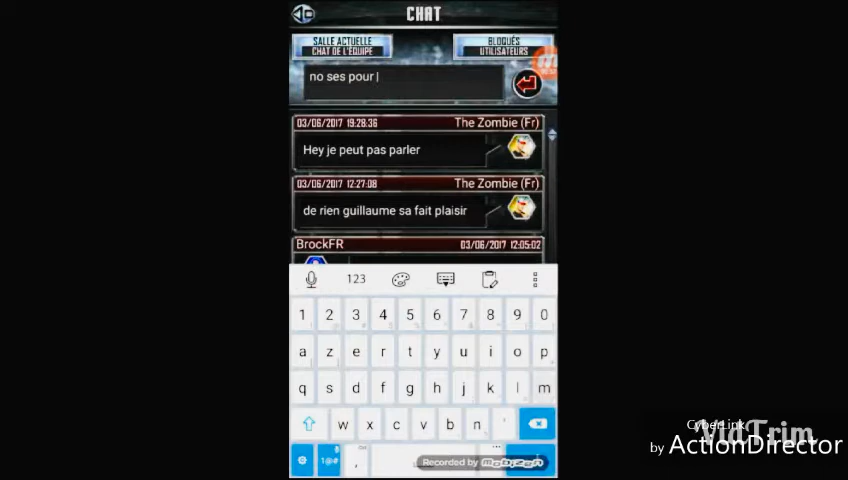 CHAT
SALLE ACTUELLE
CHAT DE L'ÉQUIPE
BLOQUÉS
UTILISATEURS
no ses pour
03/06/2017 19:28:36
The Zombie (Fr)
Hey je peut pas parler
03/06/2017 12:27:08
The Zombie (Fr)
de rien guillaume sa fait plaisir
BrockFR
03/06/2017 12:05:02
123
1 2 3 4 5 6 7 8 9 0
a z e r t y u i o p
q s d f g h j k l m
w x c v b n '
1@# ,
Recorded by mobizen
CyberLink
VidTrim
by ActionDirector